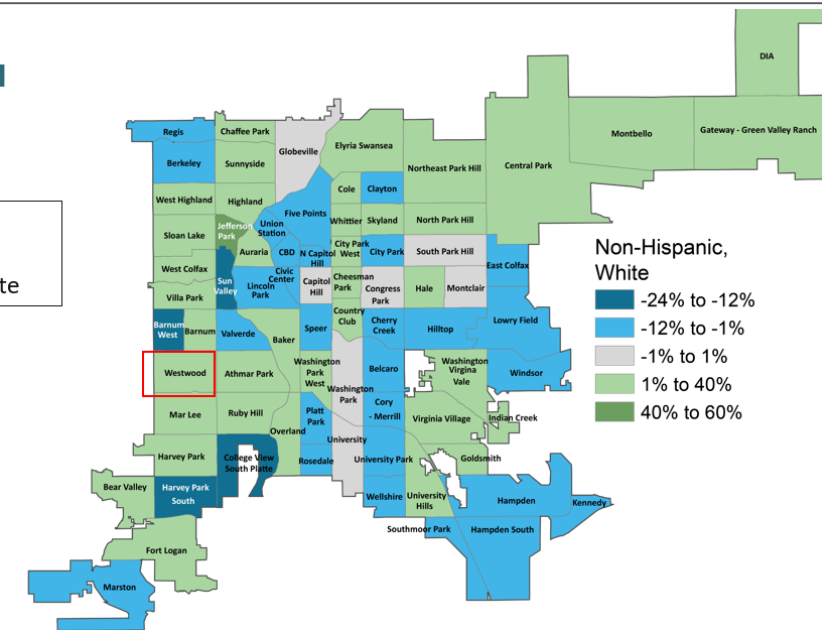 DIA
Regis
Chaffee Park
Globeville
Elyria Swansea
Montbello
Gateway - Green Valley Ranch
Berkeley
Sunnyside
Northeast Park Hill
Central Park
West Highland
Highland
Cole
Clayton
Five Points
Union
Station
Whittier
Skyland
North Park Hill
Jefferson
Park
Sloan Lake
Auraria
CBD
N Capitol
Hill
City Park
West
City Park
South Park Hill
East Colfax
West Colfax
Sun
Valley
Civic
Center
Lincoln
Park
Capitol
Hill
Cheesman
Park
Congress
Park
Hale
Montclair
te
Villa Park
Country
Club
Barnum
West
Barnum
Valverde
Baker
Speer
Cherry
Creek
Hilltop
Lowry Field
Westwood
Athmar Park
Washington
Park
West
Washington
Park
Belcaro
Washington
Virgina
Vale
Windsor
Mar Lee
Ruby Hill
Overland
Platt
Park
Cory
- Merrill
Virginia Village
Indian Creek
University
Harvey Park
College View
South Platte
Rosedale
University Park
Goldsmith
Bear Valley
Harvey Park
South
Wellshire
University
Hills
Hampden
Kennedy
Southmoor Park
Hampden South
Fort Logan
Marston
Non-Hispanic,
White
-24% to -12%
-12% to -1%
-1% to 1%
1% to 40%
40% to 60%